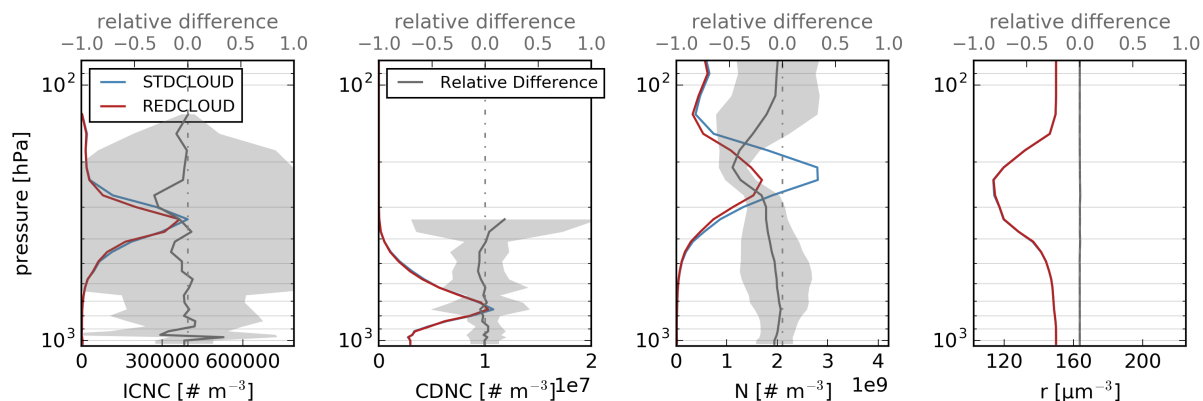 relative difference relative difference relative difference relative difference
−1.0 −0.5 0.0 0.5 1.0 −1.0 −0.5 0.0 0.5 1.0 −1.0 −0.5 0.0 0.5 1.0 −1.0 −0.5 0.0 0.5 1.0
10² 10² 10² 10²
STDCLOUD
REDCLOUD
Relative Difference
pressure [hPa]
10³ 10³ 10³ 10³
0 300000 600000 0 1 2 0 1 2 3 4 120 160 200
1e7 1e9
ICNC [# m⁻³] CDNC [# m⁻³] N [# m⁻³] r [μm⁻³]